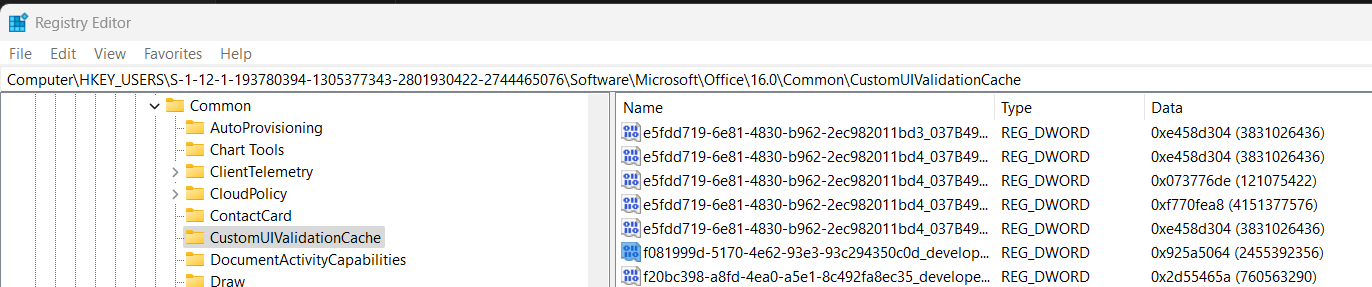 Registry Editor
File Edit View Favorites Help
Computer\HKEY_USERS\S-1-12-1-193780394-1305377343-2801930422-2744465076\Software\Microsoft\Office\16.0\Common\CustomUIValidationCache
Common
AutoProvisioning
Chart Tools
ClientTelemetry
CloudPolicy
ContactCard
CustomUIValidationCache
DocumentActivityCapabilities
Draw
Name Type Data
e5fdd719-6e81-4830-b962-2ec982011bd3_037B49... REG_DWORD 0xe458d304 (3831026436)
e5fdd719-6e81-4830-b962-2ec982011bd4_037B49... REG_DWORD 0xe458d304 (3831026436)
e5fdd719-6e81-4830-b962-2ec982011bd4_037B49... REG_DWORD 0x073776de (121075422)
e5fdd719-6e81-4830-b962-2ec982011bd4_037B49... REG_DWORD 0xf770fea8 (4151377576)
e5fdd719-6e81-4830-b962-2ec982011bd4_037B49... REG_DWORD 0xe458d304 (3831026436)
f081999d-5170-4e62-93e3-93c294350c0d_develop... REG_DWORD 0x925a5064 (2455392356)
f20bc398-a8fd-4ea0-a5e1-8c492fa8ec35_develope... REG_DWORD 0x2d55465a (760563290)